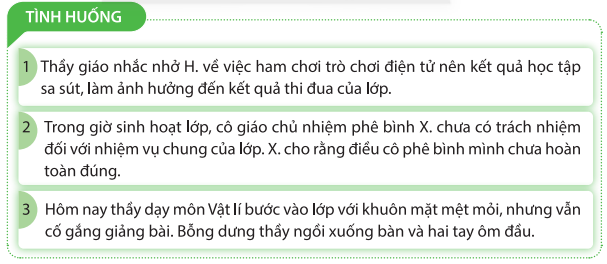 TÌNH HUỐNG
1 Thầy giáo nhắc nhở H. về việc ham chơi trò chơi điện tử nên kết quả học tập
sa sút, làm ảnh hưởng đến kết quả thi đua của lớp.
2 Trong giờ sinh hoạt lớp, cô giáo chủ nhiệm phê bình X. chưa có trách nhiệm
đối với nhiệm vụ chung của lớp. X. cho rằng điều cô phê bình mình chưa hoàn
toàn đúng.
3 Hôm nay thầy dạy môn Vật lí bước vào lớp với khuôn mặt mệt mỏi, nhưng vẫn
cố gắng giảng bài. Bỗng dưng thầy ngồi xuống bàn và hai tay ôm đầu.